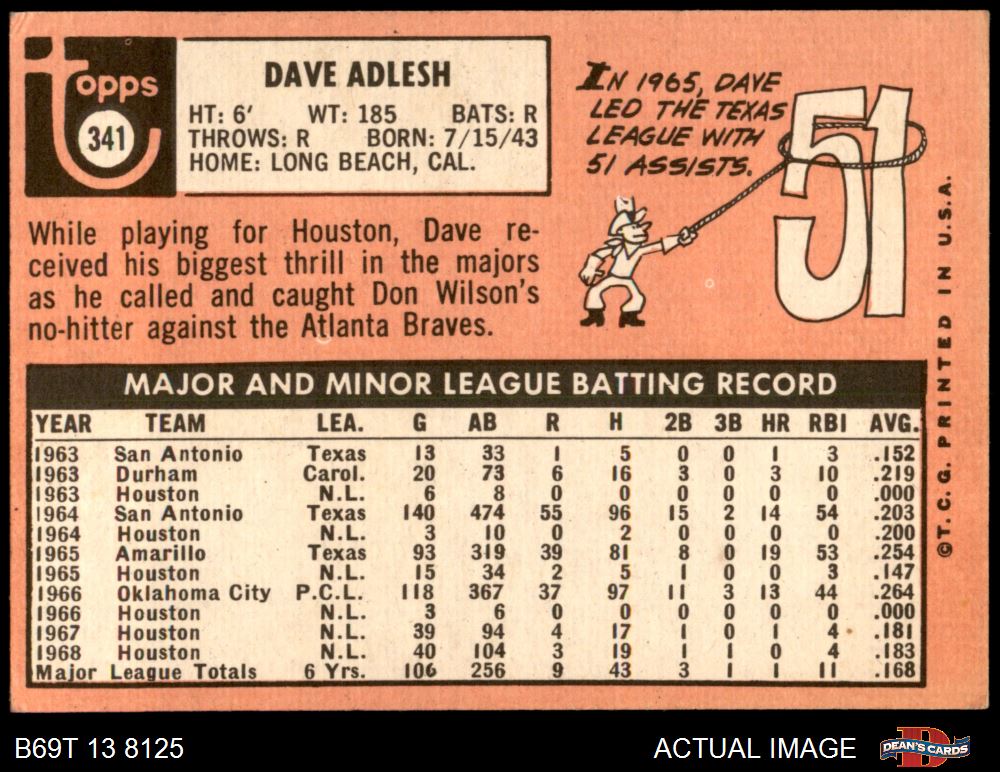 topps
341
DAVE ADLESH
HT: 6' WT: 185 BATS: R
THROWS: R BORN: 7/15/43
HOME: LONG BEACH, CAL.
IN 1965, DAVE
LED THE TEXAS
LEAGUE WITH
51 ASSISTS.
51
While playing for Houston, Dave re-
ceived his biggest thrill in the majors
as he called and caught Don Wilson's
no-hitter against the Atlanta Braves.
MAJOR AND MINOR LEAGUE BATTING RECORD
YEAR TEAM LEA. G AB R H 2B 3B HR RBI AVG.
1963 San Antonio Texas 13 33 1 5 0 0 1 3 .152
1963 Durham Carol. 20 73 6 16 3 0 3 10 .219
1963 Houston N.L. 6 8 0 0 0 0 0 0 .000
1964 San Antonio Texas 140 474 55 96 15 2 14 54 .203
1964 Houston N.L. 3 10 0 2 0 0 0 0 .200
1965 Amarillo Texas 93 319 39 81 8 0 19 53 .254
1965 Houston N.L. 15 34 2 5 1 0 0 3 .147
1966 Oklahoma City P.C.L. 118 367 37 97 11 3 13 44 .264
1966 Houston N.L. 3 6 0 0 0 0 0 0 .000
1967 Houston N.L. 39 94 4 17 1 0 1 4 .181
1968 Houston N.L. 40 104 3 19 1 1 0 4 .183
Major League Totals 6 Yrs. 106 256 9 43 3 1 1 11 .168
©T.C.G. PRINTED IN U.S.A.
B69T 13 8125
ACTUAL IMAGE
D
DEAN'S CARDS